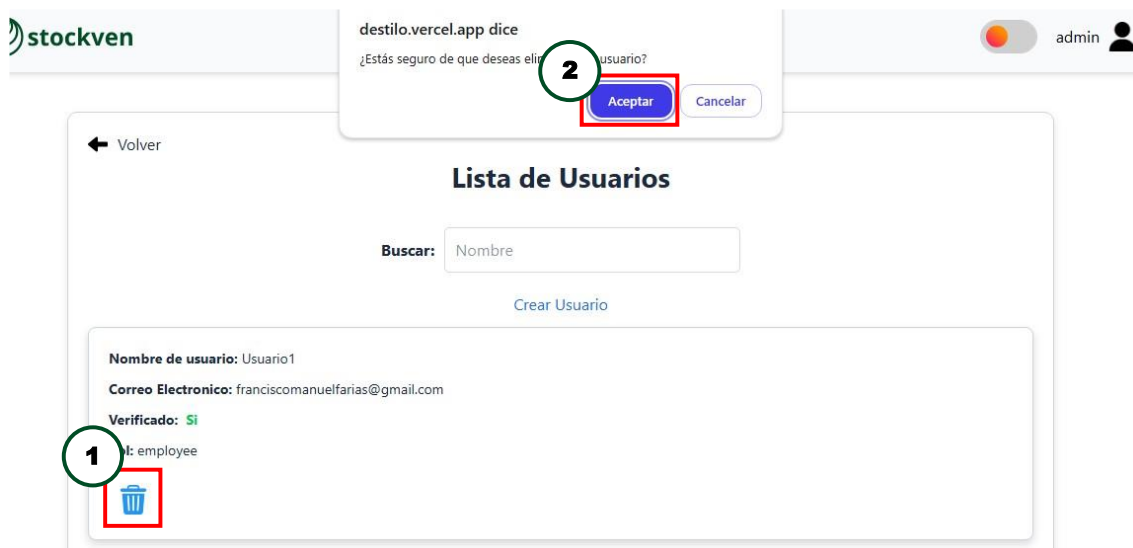 stockven
destilo.vercel.app dice
¿Estás seguro de que deseas usuario?
2
Aceptar
Cancelar
admin
Volver
Lista de Usuarios
Buscar: Nombre
Crear Usuario
Nombre de usuario: Usuario1
Correo Electronico: franciscomanuelfarias@gmail.com
Verificado: Si
employee
1